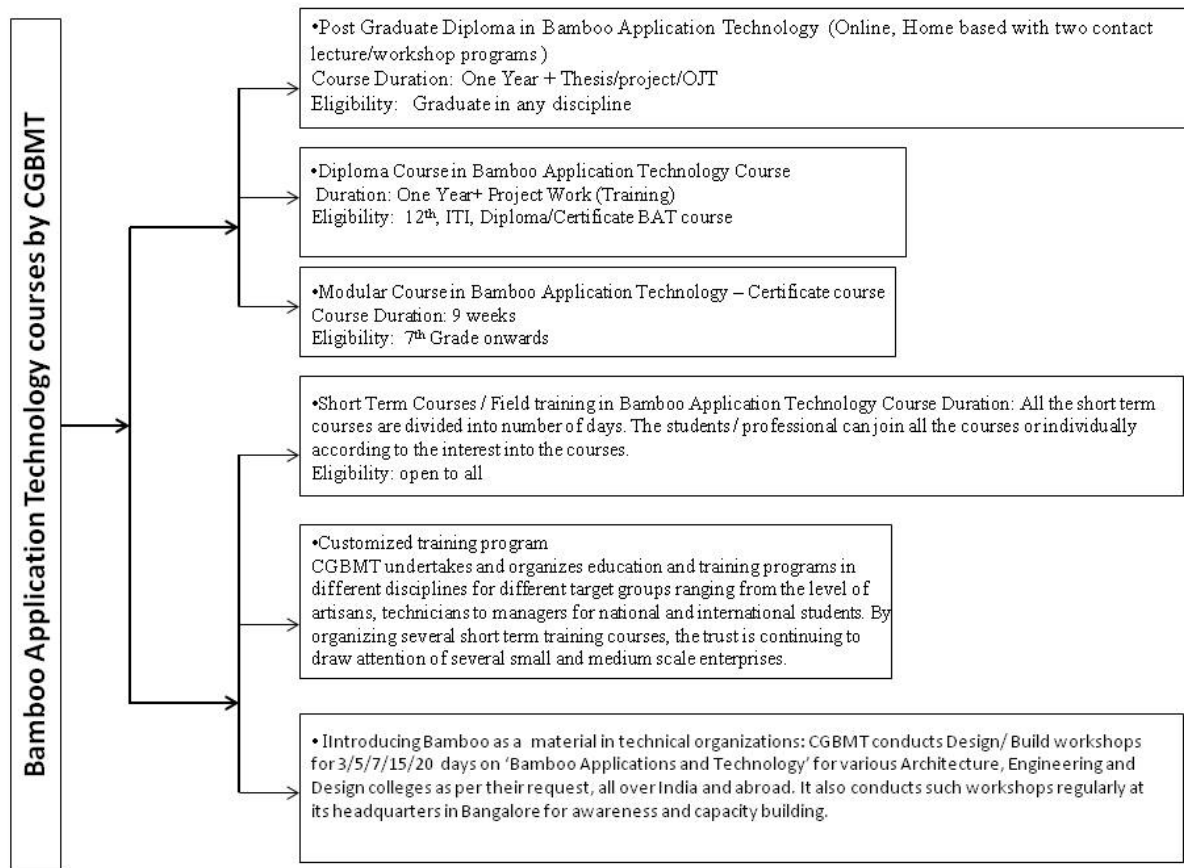 Bamboo Application Technology courses by CGBMT
•Post Graduate Diploma in Bamboo Application Technology (Online, Home based with two contact
lecture/workshop programs )
Course Duration: One Year + Thesis/project/OJT
Eligibility: Graduate in any discipline
•Diploma Course in Bamboo Application Technology Course
Duration: One Year+ Project Work (Training)
Eligibility: 12th, ITI, Diploma/Certificate BAT course
•Modular Course in Bamboo Application Technology – Certificate course
Course Duration: 9 weeks
Eligibility: 7th Grade onwards
•Short Term Courses / Field training in Bamboo Application Technology Course Duration: All the short term
courses are divided into number of days. The students / professional can join all the courses or individually
according to the interest into the courses.
Eligibility: open to all
•Customized training program
CGBMT undertakes and organizes education and training programs in
different disciplines for different target groups ranging from the level of
artisans, technicians to managers for national and international students. By
organizing several short term training courses, the trust is continuing to
draw attention of several small and medium scale enterprises.
• IIntroducing Bamboo as a material in technical organizations: CGBMT conducts Design/ Build workshops
for 3/5/7/15/20 days on ‘Bamboo Applications and Technology’ for various Architecture, Engineering and
Design colleges as per their request, all over India and abroad. It also conducts such workshops regularly at
its headquarters in Bangalore for awareness and capacity building.